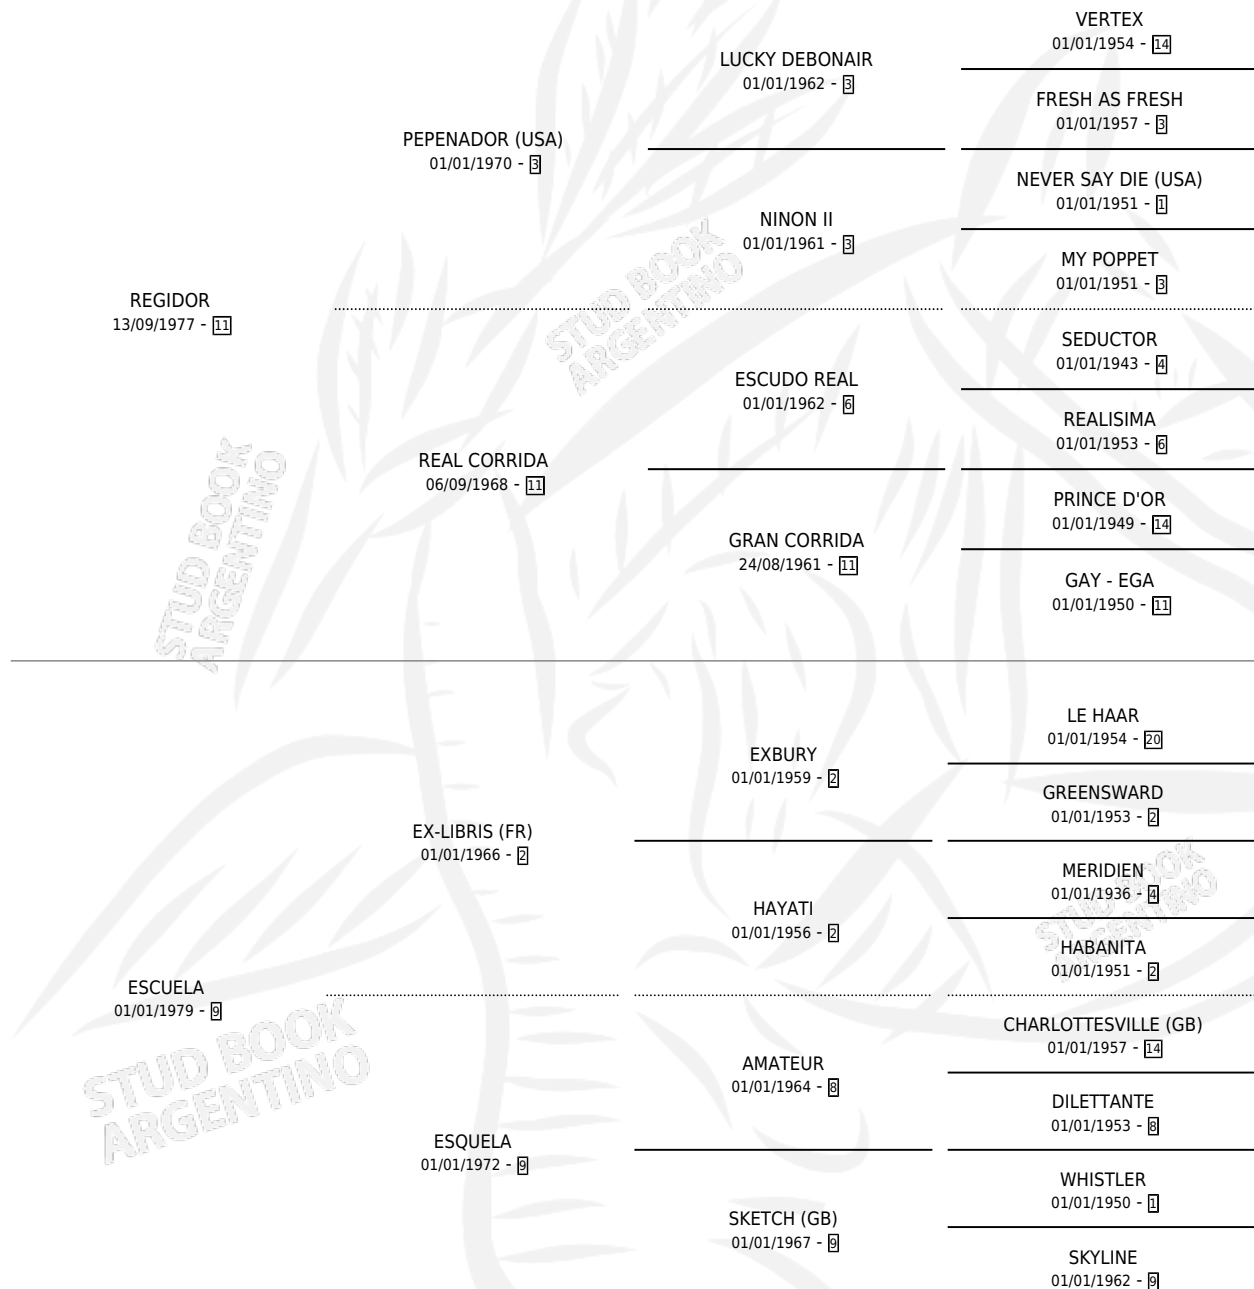 VERTEX
01/01/1954 - 14
LUCKY DEBONAIR
01/01/1962 - 3
FRESH AS FRESH
01/01/1957 - 3
PEPENADOR (USA)
01/01/1970 - 3
NEVER SAY DIE (USA)
01/01/1951 - 1
NINON II
01/01/1961 - 3
MY POPPET
01/01/1951 - 3
REGIDOR
13/09/1977 - 11
SEDUCTOR
01/01/1943 - 4
ESCUDO REAL
01/01/1962 - 6
REALISIMA
01/01/1953 - 6
REAL CORRIDA
06/09/1968 - 11
PRINCE D'OR
01/01/1949 - 14
GRAN CORRIDA
24/08/1961 - 11
GAY - EGA
01/01/1950 - 11
LE HAAR
01/01/1954 - 20
EXBURY
01/01/1959 - 2
GREENSWARD
01/01/1953 - 2
EX-LIBRIS (FR)
01/01/1966 - 2
MERIDIEN
01/01/1936 - 4
HAYATI
01/01/1956 - 2
HABANITA
01/01/1951 - 2
ESCUELA
01/01/1979 - 9
CHARLOTTESVILLE (GB)
01/01/1957 - 14
AMATEUR
01/01/1964 - 8
DILETTANTE
01/01/1953 - 8
ESQUELA
01/01/1972 - 9
WHISTLER
01/01/1950 - 1
SKETCH (GB)
01/01/1967 - 9
SKYLINE
01/01/1962 - 9
STUD BOOK
ARGENTINO
STUD BOOK
ARGENTINO
STUD BOOK
ARGENTINO
STUD BOOK
ARGENTINO